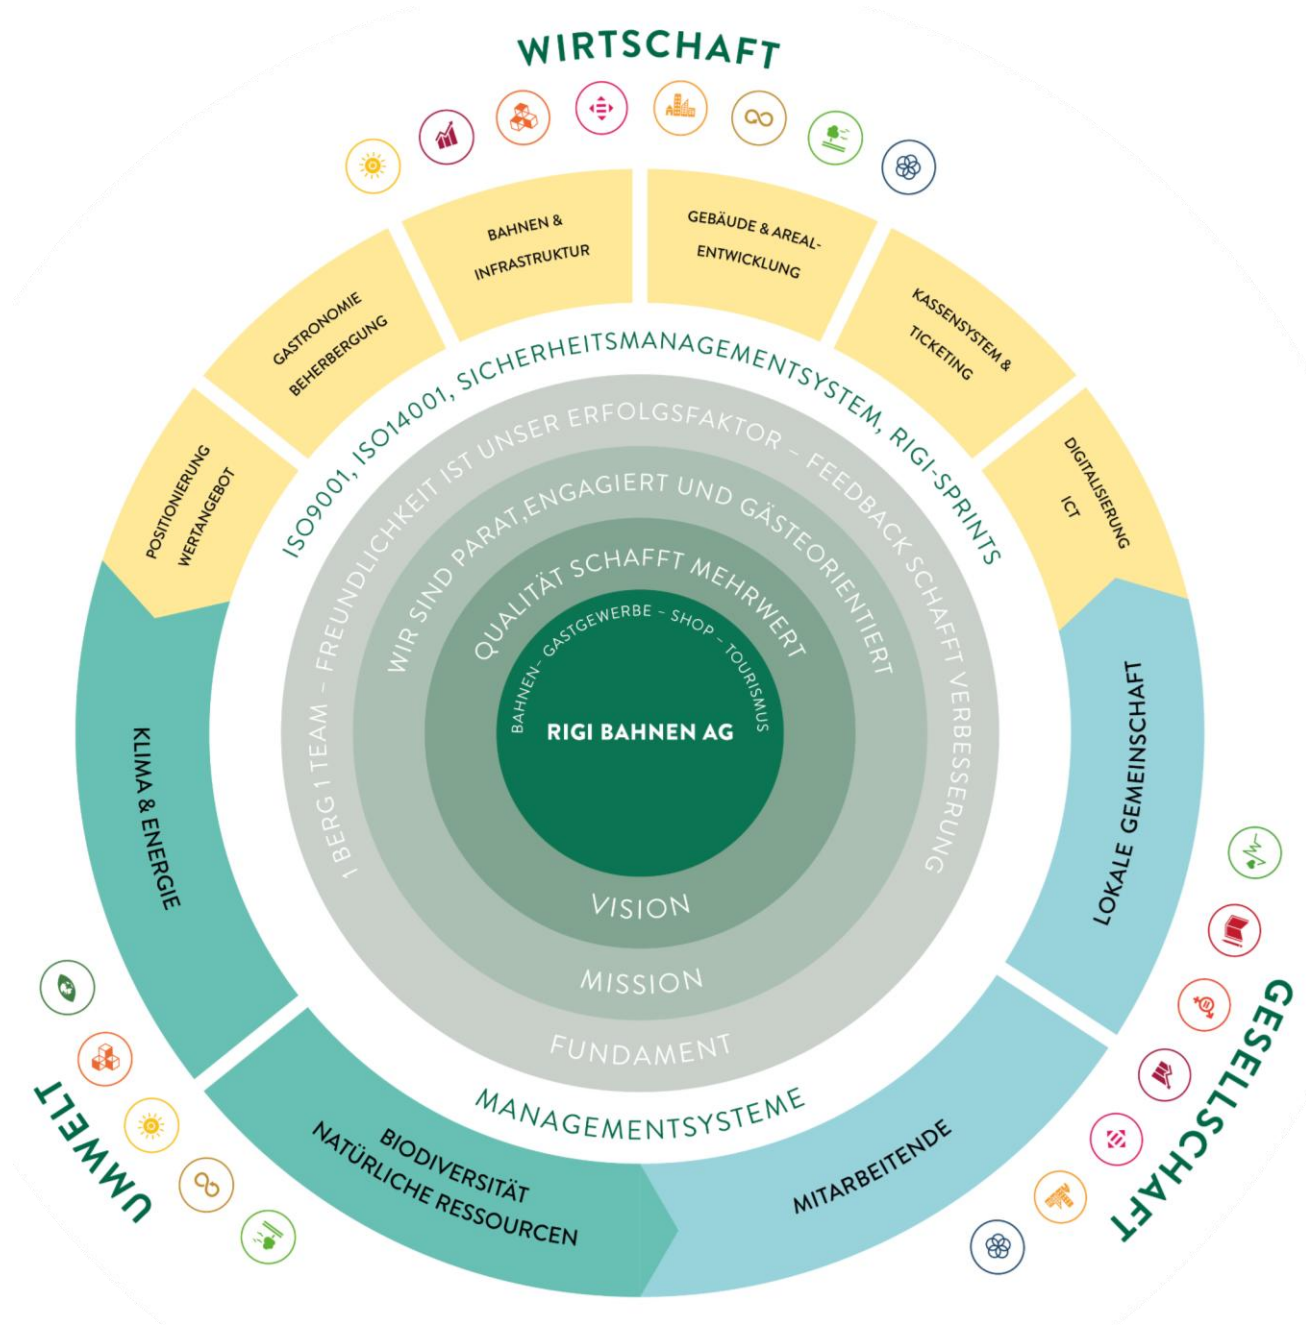 WIRTSCHAFT
POSITIONIERUNG
WERTANGEBOT
GASTRONOMIE
BEHERBERGUNG
BAHNEN &
INFRASTRUKTUR
GEBÄUDE & AREAL-
ENTWICKLUNG
KASSENSYSTEM &
TICKETING
DIGITALISIERUNG
ICT
ISO9001, ISO14001, SICHERHEITSMANAGEMENTSYSTEM, RIGI-SPRINTS
1 BERG 1 TEAM – FREUNDLICHKEIT IST UNSER ERFOLGSFAKTOR – FEEDBACK SCHAFFT VERBESSERUNG
WIR SIND PARAT,ENGAGIERT UND GÄSTEORIENTIERT
QUALITÄT SCHAFFT MEHRWERT
BAHNEN– GASTGEWERBE – SHOP – TOURISMUS
RIGI BAHNEN AG
VISION
MISSION
FUNDAMENT
MANAGEMENTSYSTEME
LOKALE GEMEINSCHAFT
MITARBEITENDE
GESELLSCHAFT
BIODIVERSITÄT
NATÜRLICHE RESSOURCEN
KLIMA & ENERGIE
UMWELT